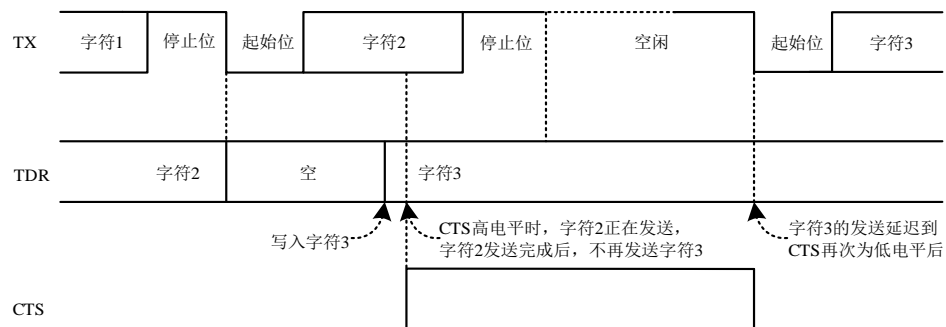 TX 字符1 停止位 起始位 字符2 停止位 空闲 起始位 字符3
TDR 字符2 空 字符3
写入字符3
CTS高电平时，字符2正在发送，
字符2发送完成后，不再发送字符3
字符3的发送延迟到
CTS再次为低电平后
CTS